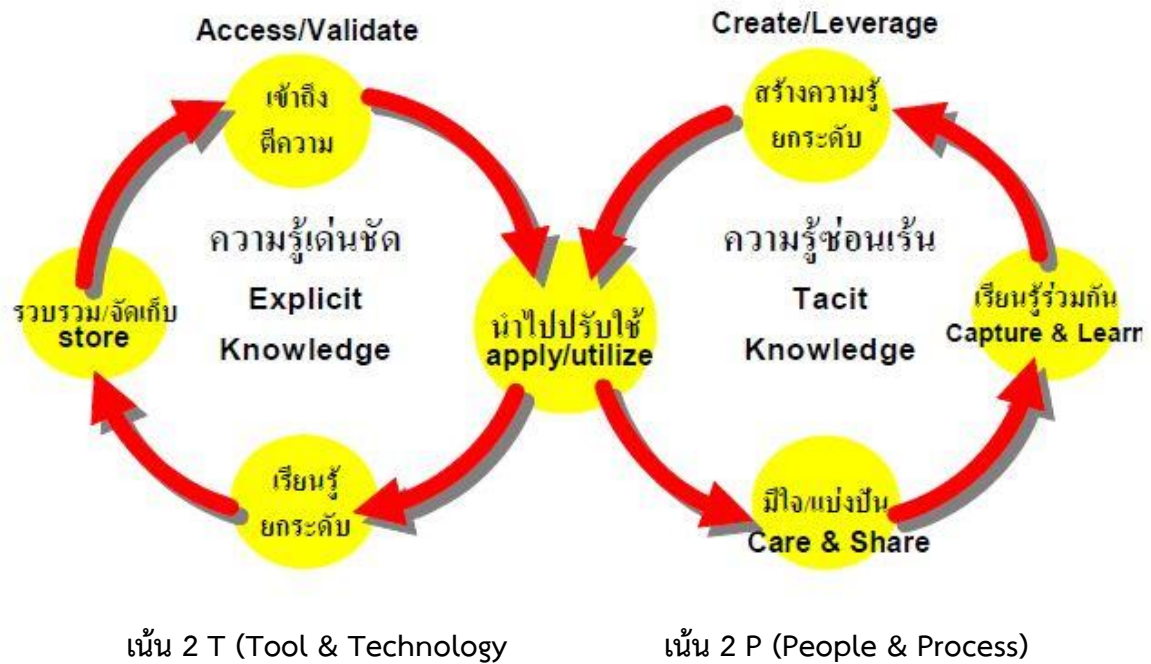 Access/Validate
เข้าถึง
ตีความ
Create/Leverage
สร้างความรู้
ยกระดับ
ความรู้เด่นชัด
Explicit
Knowledge
ความรู้ซ่อนเร้น
Tacit
Knowledge
รวบรวม/จัดเก็บ
store
นำไปปรับใช้
apply/utilize
เรียนรู้ร่วมกัน
Capture & Learn
เรียนรู้
ยกระดับ
มีใจ/แบ่งปัน
Care & Share
เน้น 2 T (Tool & Technology
เน้น 2 P (People & Process)